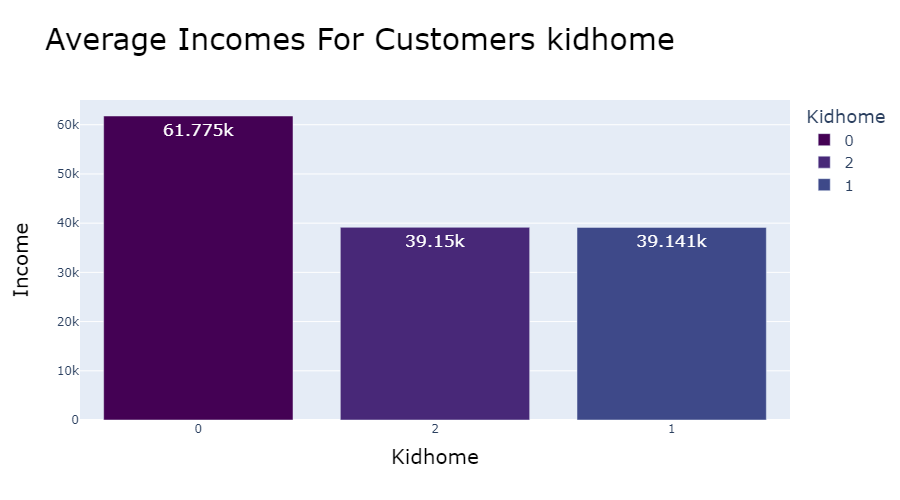 Average Incomes For Customers kidhome
Kidhome
0
2
1
60k
50k
40k
30k
20k
10k
0
Income
61.775k
39.15k
39.141k
0
2
1
Kidhome